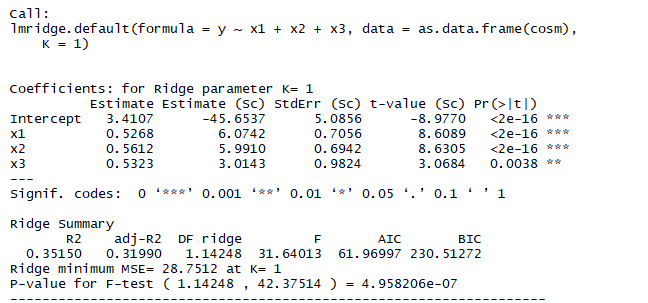 Call:
lmridge.default(formula = y ~ x1 + x2 + x3, data = as.data.frame(cosm),
    K = 1)
Coefficients: for Ridge parameter K= 1
          Estimate Estimate (Sc) StdErr (Sc) t-value (Sc) Pr(>|t|)
Intercept   3.4107      -45.6537      5.0856      -8.9770   <2e-16 ***
x1          0.5268        6.0742      0.7056       8.6089   <2e-16 ***
x2          0.5612        5.9910      0.6942       8.6305   <2e-16 ***
x3          0.5323        3.0143      0.9824       3.0684   0.0038 **
---
Signif. codes:  0 ‘***’ 0.001 ‘**’ 0.01 ‘*’ 0.05 ‘.’ 0.1 ‘ ’ 1
Ridge Summary
       R2    adj-R2  DF ridge         F       AIC       BIC
  0.35150   0.31990   1.14248  31.64013  61.96997 230.51272
Ridge minimum MSE= 28.7512 at K= 1
P-value for F-test ( 1.14248 , 42.37514 ) = 4.958206e-07
-------------------------------------------------------------------